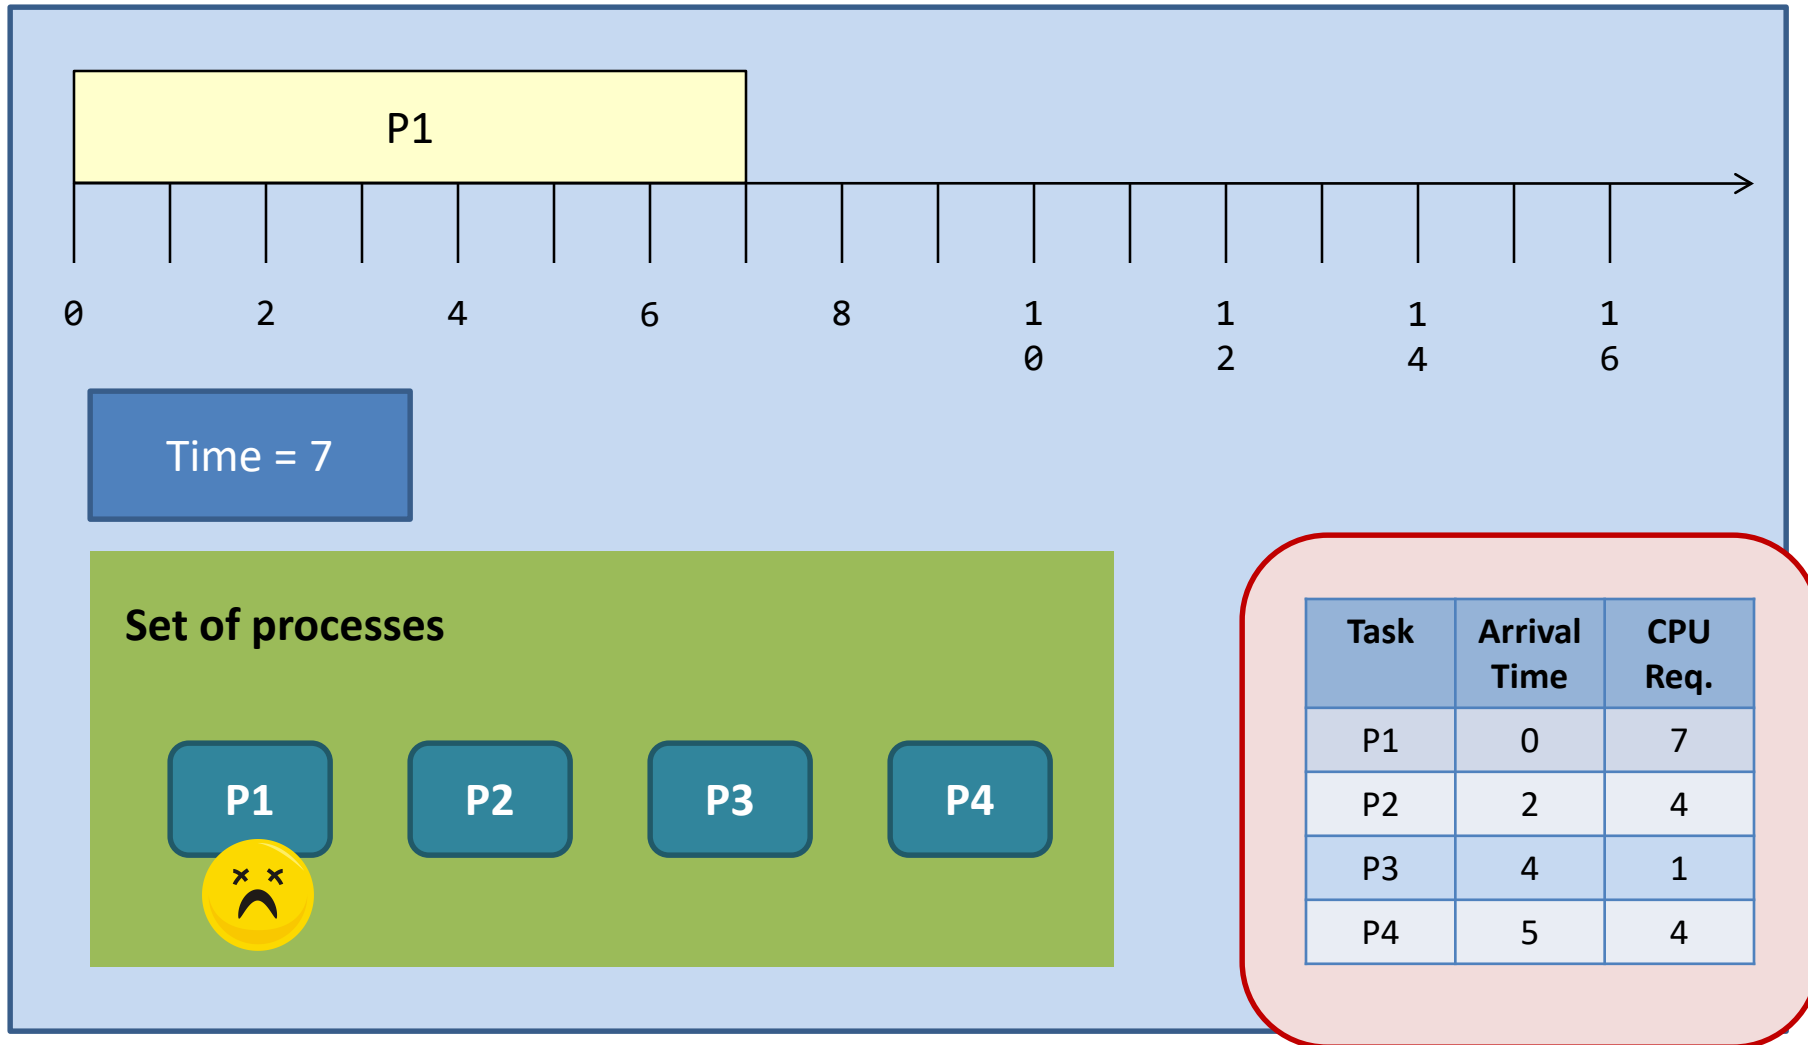 P1
0 2 4 6 8 1 1 1 1
0 2 4 6
Time = 7
Set of processes
P1 P2 P3 P4
Task Arrival CPU
Time Req.
P1 0 7
P2 2 4
P3 4 1
P4 5 4